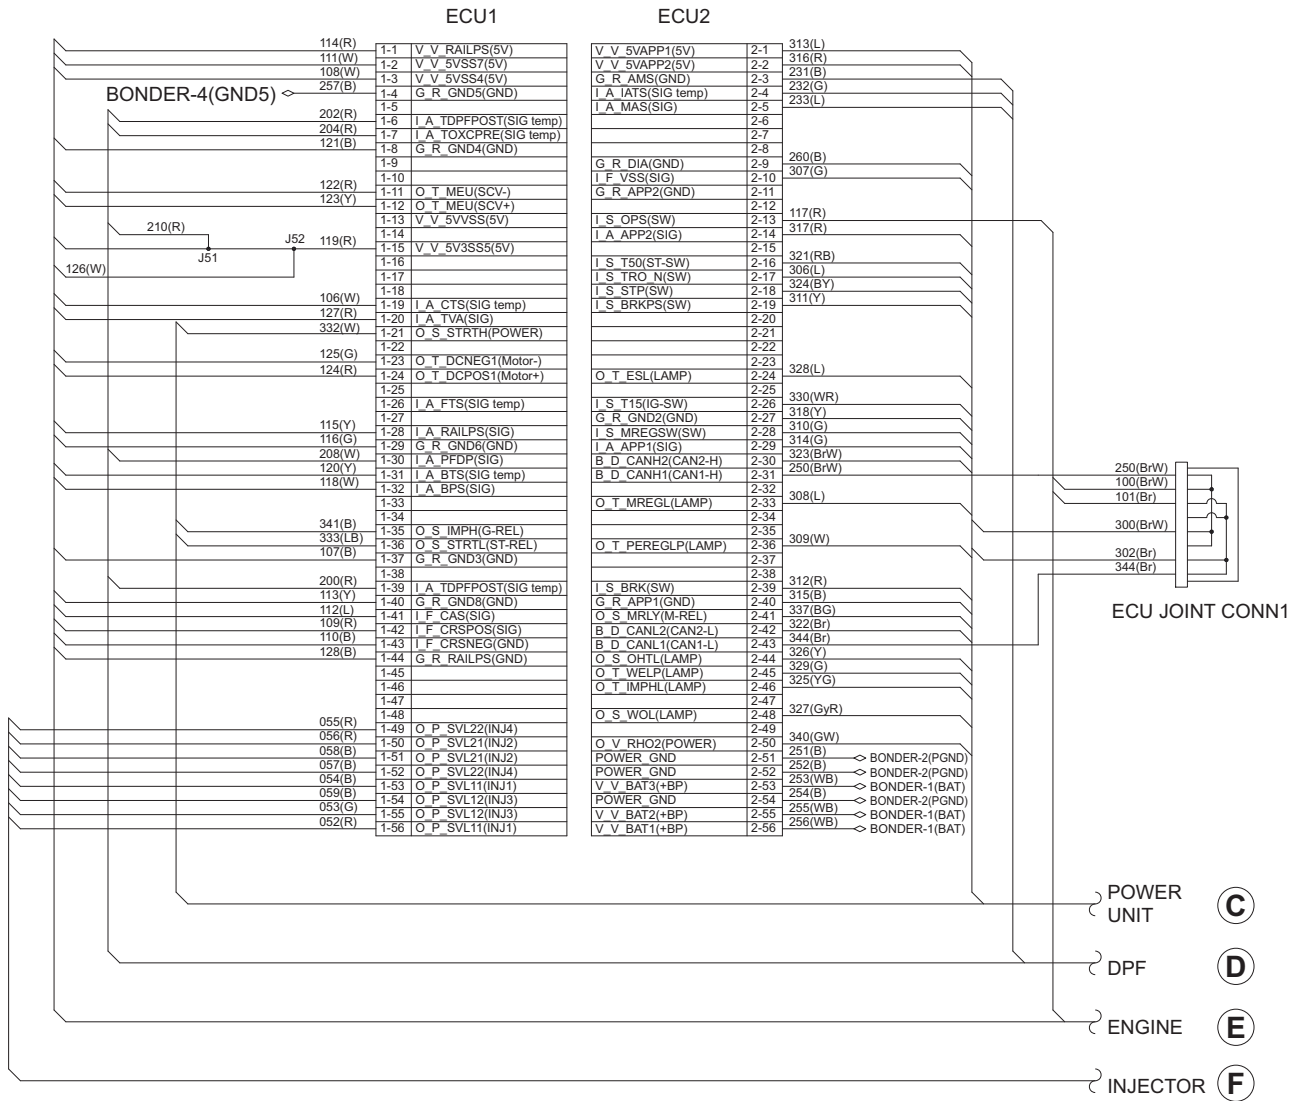 ECU1 ECU2
114(R) 1-1 V_V_RAILPS(5V) V_V_5VAPP1(5V) 2-1 313(L)
111(W) 1-2 V_V_5VSS7(5V) V_V_5VAPP2(5V) 2-2 316(R)
108(W) 1-3 V_V_5VSS4(5V) G_R_AMS(GND) 2-3 231(B)
BONDER-4(GND5) 257(B) 1-4 G_R_GND5(GND) I_A_IATS(SIG temp) 2-4 232(G)
1-5 I_A_MAS(SIG) 2-5 233(L)
202(R) 1-6 I_A_TDPFPOST(SIG temp) 2-6
204(R) 1-7 I_A_TOXCPRE(SIG temp) 2-7
121(B) 1-8 G_R_GND4(GND) 2-8
1-9 G_R_DIA(GND) 2-9 260(B)
1-10 I_F_VSS(SIG) 2-10 307(G)
122(R) 1-11 O_T_MEU(SCV-) G_R_APP2(GND) 2-11
123(Y) 1-12 O_T_MEU(SCV+) 2-12
1-13 V_V_5VVSS(5V) I_S_OPS(SW) 2-13 117(R)
210(R) 1-14 I_A_APP2(SIG) 2-14 317(R)
J51 J52 119(R) 1-15 V_V_5V3SS5(5V) 2-15
126(W) 1-16 I_S_T50(ST-SW) 2-16 321(RB)
1-17 I_S_TRO_N(SW) 2-17 306(L)
1-18 I_S_STP(SW) 2-18 324(BY)
106(W) 1-19 I_A_CTS(SIG temp) I_S_BRKPS(SW) 2-19 311(Y)
127(R) 1-20 I_A_TVA(SIG) 2-20
332(W) 1-21 O_S_STRTH(POWER) 2-21
1-22 2-22
125(G) 1-23 O_T_DCNEG1(Motor-) 2-23
124(R) 1-24 O_T_DCPOS1(Motor+) O_T_ESL(LAMP) 2-24 328(L)
1-25 2-25
1-26 I_A_FTS(SIG temp) I_S_T15(IG-SW) 2-26 330(WR)
1-27 G_R_GND2(GND) 2-27 318(Y)
115(Y) 1-28 I_A_RAILPS(SIG) I_S_MREGSW(SW) 2-28 310(G)
116(G) 1-29 G_R_GND6(GND) I_A_APP1(SIG) 2-29 314(G)
208(W) 1-30 I_A_PFDP(SIG) B_D_CANH2(CAN2-H) 2-30 323(BrW)
120(Y) 1-31 I_A_BTS(SIG temp) B_D_CANH1(CAN1-H) 2-31 250(BrW)
118(W) 1-32 I_A_BPS(SIG) 2-32
1-33 O_T_MREGL(LAMP) 2-33 308(L)
1-34 2-34
341(B) 1-35 O_S_IMPH(G-REL) 2-35
333(LB) 1-36 O_S_STRTL(ST-REL) O_T_PEREGLP(LAMP) 2-36 309(W)
107(B) 1-37 G_R_GND3(GND) 2-37
1-38 2-38
200(R) 1-39 I_A_TDPFPOST(SIG temp) I_S_BRK(SW) 2-39 312(R)
113(Y) 1-40 G_R_GND8(GND) G_R_APP1(GND) 2-40 315(B)
112(L) 1-41 I_F_CAS(SIG) O_S_MRLY(M-REL) 2-41 337(BG)
109(R) 1-42 I_F_CRSPOS(SIG) B_D_CANL2(CAN2-L) 2-42 322(Br)
110(B) 1-43 I_F_CRSNEG(GND) B_D_CANL1(CAN1-L) 2-43 344(Br)
128(B) 1-44 G_R_RAILPS(GND) O_S_OHTL(LAMP) 2-44 326(Y)
1-45 O_T_WELP(LAMP) 2-45 329(G)
1-46 O_T_IMPHL(LAMP) 2-46 325(YG)
1-47 2-47
1-48 O_S_WOL(LAMP) 2-48 327(GyR)
055(R) 1-49 O_P_SVL22(INJ4) 2-49
056(R) 1-50 O_P_SVL21(INJ2) O_V_RHO2(POWER) 2-50 340(GW)
058(B) 1-51 O_P_SVL21(INJ2) POWER_GND 2-51 251(B) BONDER-2(PGND)
057(B) 1-52 O_P_SVL22(INJ4) POWER_GND 2-52 252(B) BONDER-2(PGND)
054(B) 1-53 O_P_SVL11(INJ1) V_V_BAT3(+BP) 2-53 253(WB) BONDER-1(BAT)
059(B) 1-54 O_P_SVL12(INJ3) POWER_GND 2-54 254(B) BONDER-2(PGND)
053(G) 1-55 O_P_SVL12(INJ3) V_V_BAT2(+BP) 2-55 255(WB) BONDER-1(BAT)
052(R) 1-56 O_P_SVL11(INJ1) V_V_BAT1(+BP) 2-56 256(WB) BONDER-1(BAT)
250(BrW)
100(BrW)
101(Br)
300(BrW)
302(Br)
344(Br)
ECU JOINT CONN1
POWER
UNIT C
DPF D
ENGINE E
INJECTOR F